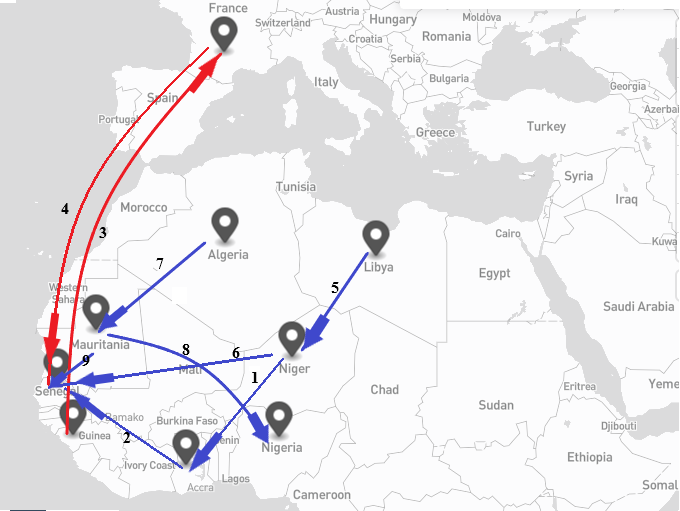 France
Austria
Moldova
Switzerland
Hungary
Croatia
Romania
Serbia
Italy
Bulgaria
Georgia
Spain
Azerbai
Portugal
Greece
Turkey
Tunisia
Syria
4
Morocco
Iraq
3
Cairo
Kuwa
7
Algeria
Libya
Egypt
Western
Sahara
5
Saudi Arabia
Mauritania
8
6
9
Mali
Niger
1
Senegal
Chad
Eritrea
Yeme
Sudan
Bamako
Burkina Faso
Djibouti
Guinea
2
Benin
Nigeria
Ethiopia
Ivory Coast
Lagos
Accra
Cameroon
Somal